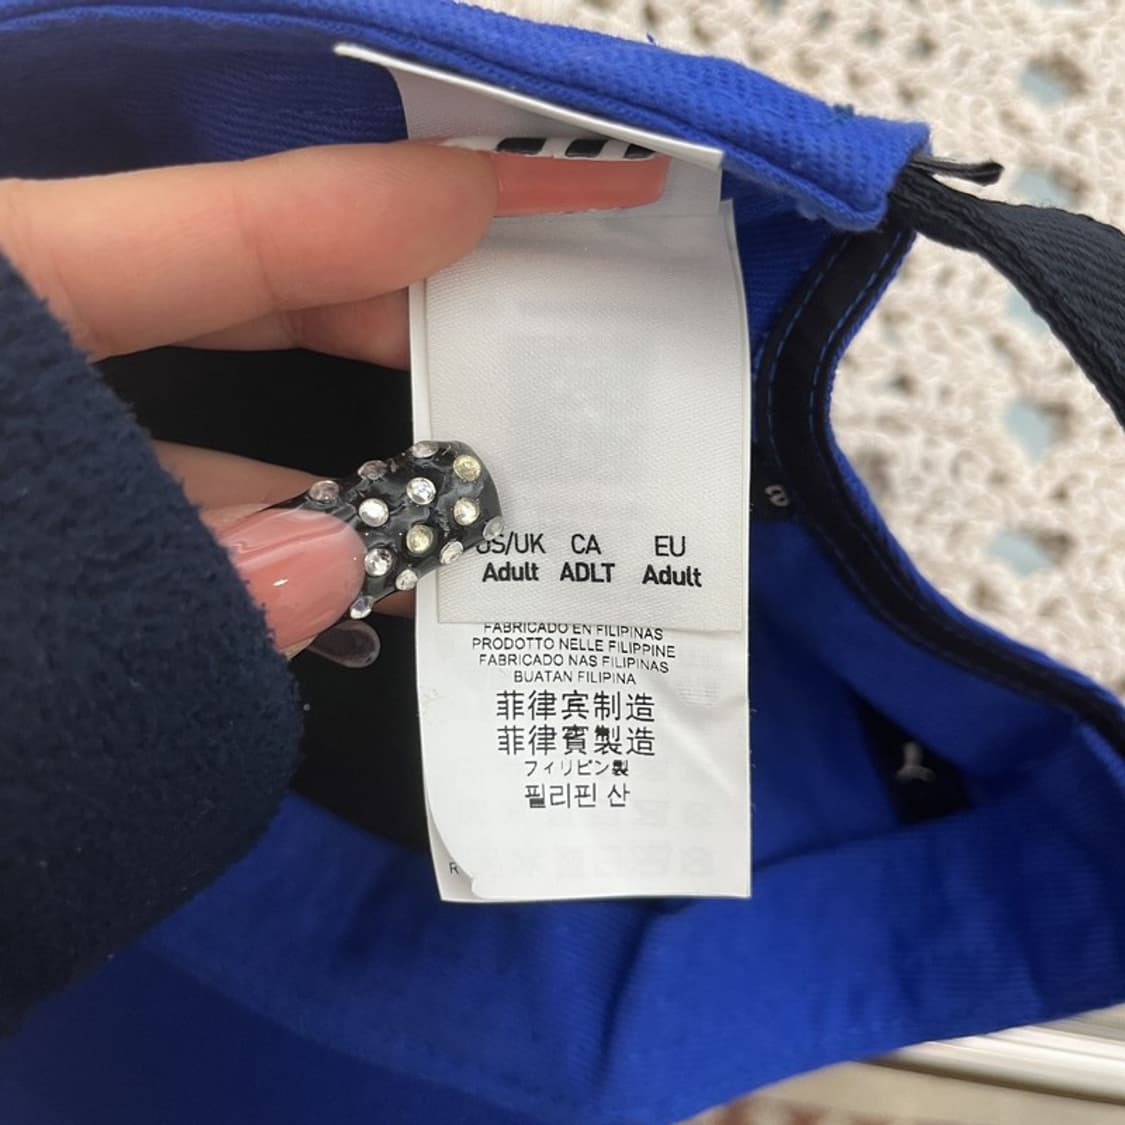 US/UK CA EU
Adult ADLT Adult
FABRICADO EN FILIPINAS
PRODOTTO NELLE FILIPPINE
FABRICADO NAS FILIPINAS
BUATAN FILIPINA
菲律宾制造
菲律賓製造
フィリピン製
필리핀 산
R